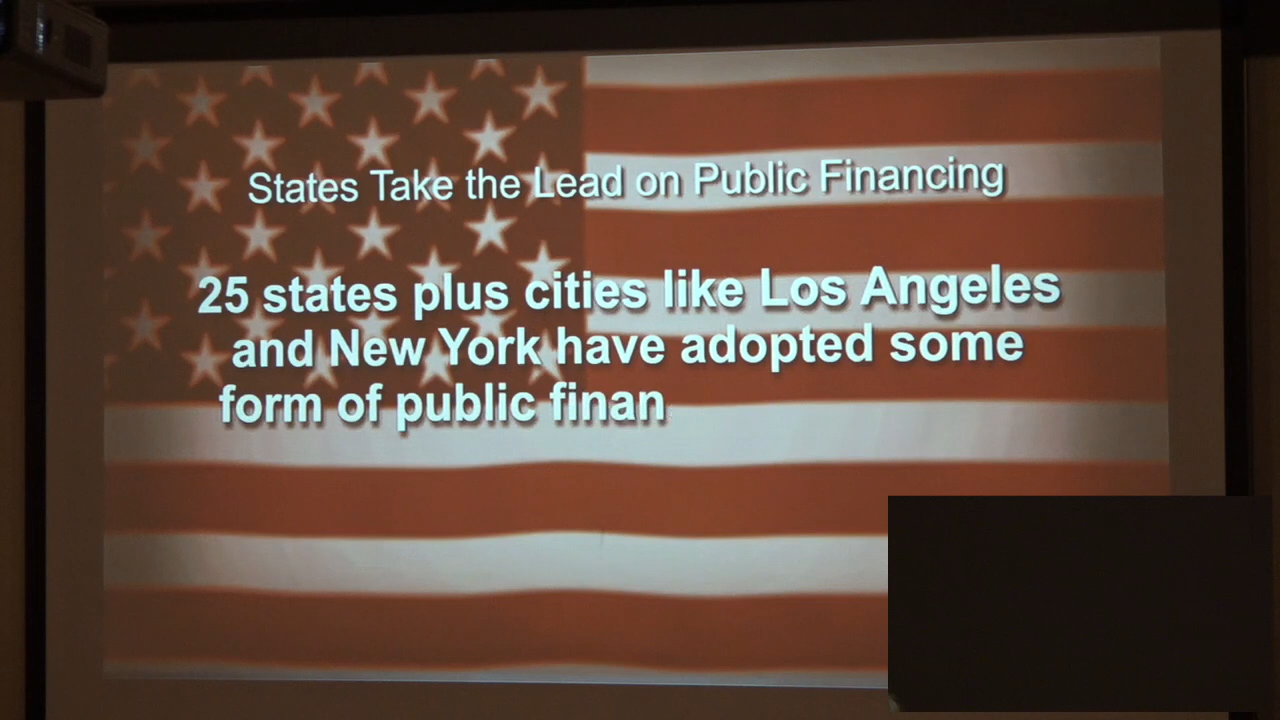 States Take the Lead on Public Financing
25 states plus cities like Los Angeles
and New York have adopted some
form of public finan